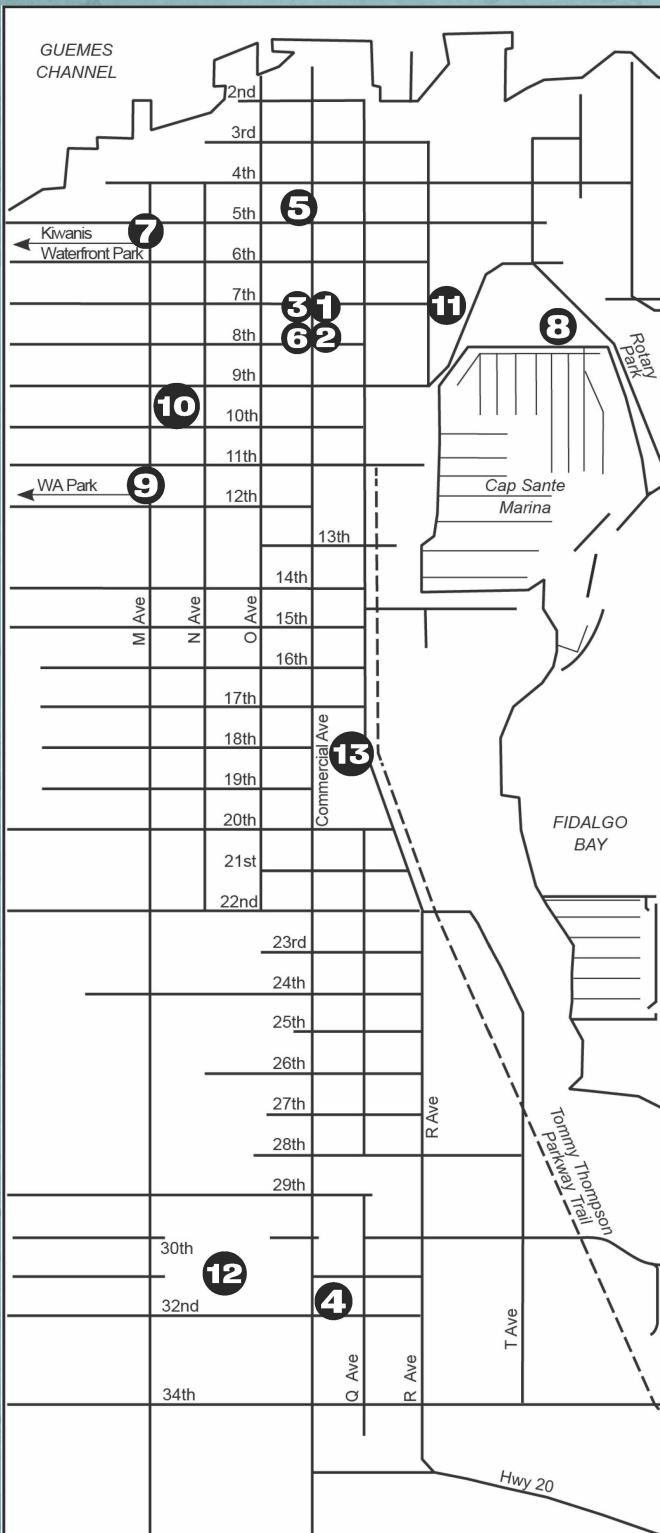 GUEMES
CHANNEL
2nd
3rd
4th
5
5th
7
Kiwanis
Waterfront Park
6th
7th
3
1
11
8
8th
6
2
Rotary
Park
9th
10
10th
11th
9
WA Park
12th
Cap Sante
Marina
13th
14th
M Ave
N Ave
O Ave
15th
16th
17th
Commercial Ave
18th
13
19th
20th
FIDALGO
BAY
21st
22nd
23rd
24th
25th
26th
27th
R Ave
28th
Tommy Thompson
Parkway Trail
29th
30th
12
4
32nd
T Ave
Q Ave
R Ave
34th
Hwy 20